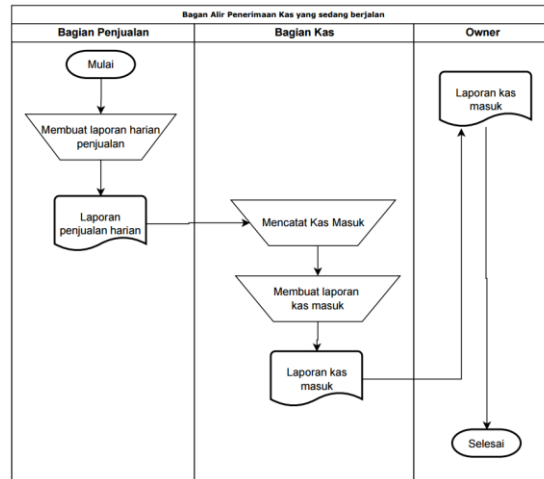 Bagan Alir Penerimaan Kas yang sedang berjalan
Bagian Penjualan
Bagian Kas
Owner
Mulai
Membuat laporan harian
penjualan
Laporan
penjualan harian
Mencatat Kas Masuk
Membuat laporan
kas masuk
Laporan kas
masuk
Laporan kas
masuk
Selesai